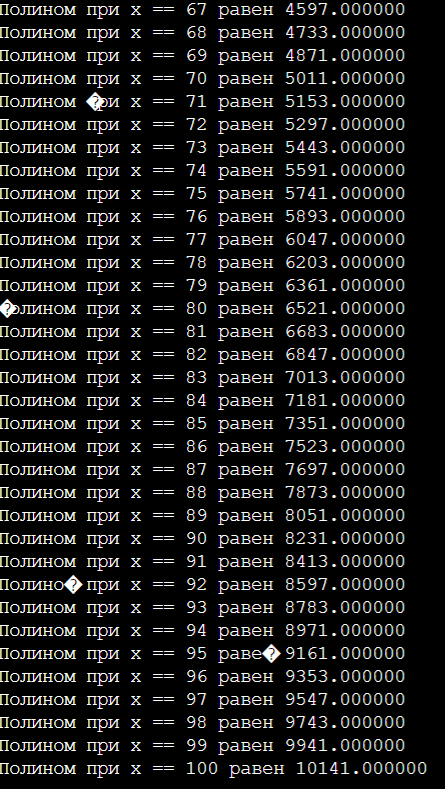 Полином при x == 67 равен 4597.000000
Полином при x == 68 равен 4733.000000
Полином при x == 69 равен 4871.000000
Полином при x == 70 равен 5011.000000
Полином �ри x == 71 равен 5153.000000
Полином при x == 72 равен 5297.000000
Полином при x == 73 равен 5443.000000
Полином при x == 74 равен 5591.000000
Полином при x == 75 равен 5741.000000
Полином при x == 76 равен 5893.000000
Полином при x == 77 равен 6047.000000
Полином при x == 78 равен 6203.000000
Полином при x == 79 равен 6361.000000
�олином при x == 80 равен 6521.000000
Полином при x == 81 равен 6683.000000
Полином при x == 82 равен 6847.000000
Полином при x == 83 равен 7013.000000
Полином при x == 84 равен 7181.000000
Полином при x == 85 равен 7351.000000
Полином при x == 86 равен 7523.000000
Полином при x == 87 равен 7697.000000
Полином при x == 88 равен 7873.000000
Полином при x == 89 равен 8051.000000
Полином при x == 90 равен 8231.000000
Полином при x == 91 равен 8413.000000
Полино� при x == 92 равен 8597.000000
Полином при x == 93 равен 8783.000000
Полином при x == 94 равен 8971.000000
Полином при x == 95 раве� 9161.000000
Полином при x == 96 равен 9353.000000
Полином при x == 97 равен 9547.000000
Полином при x == 98 равен 9743.000000
Полином при x == 99 равен 9941.000000
Полином при x == 100 равен 10141.000000